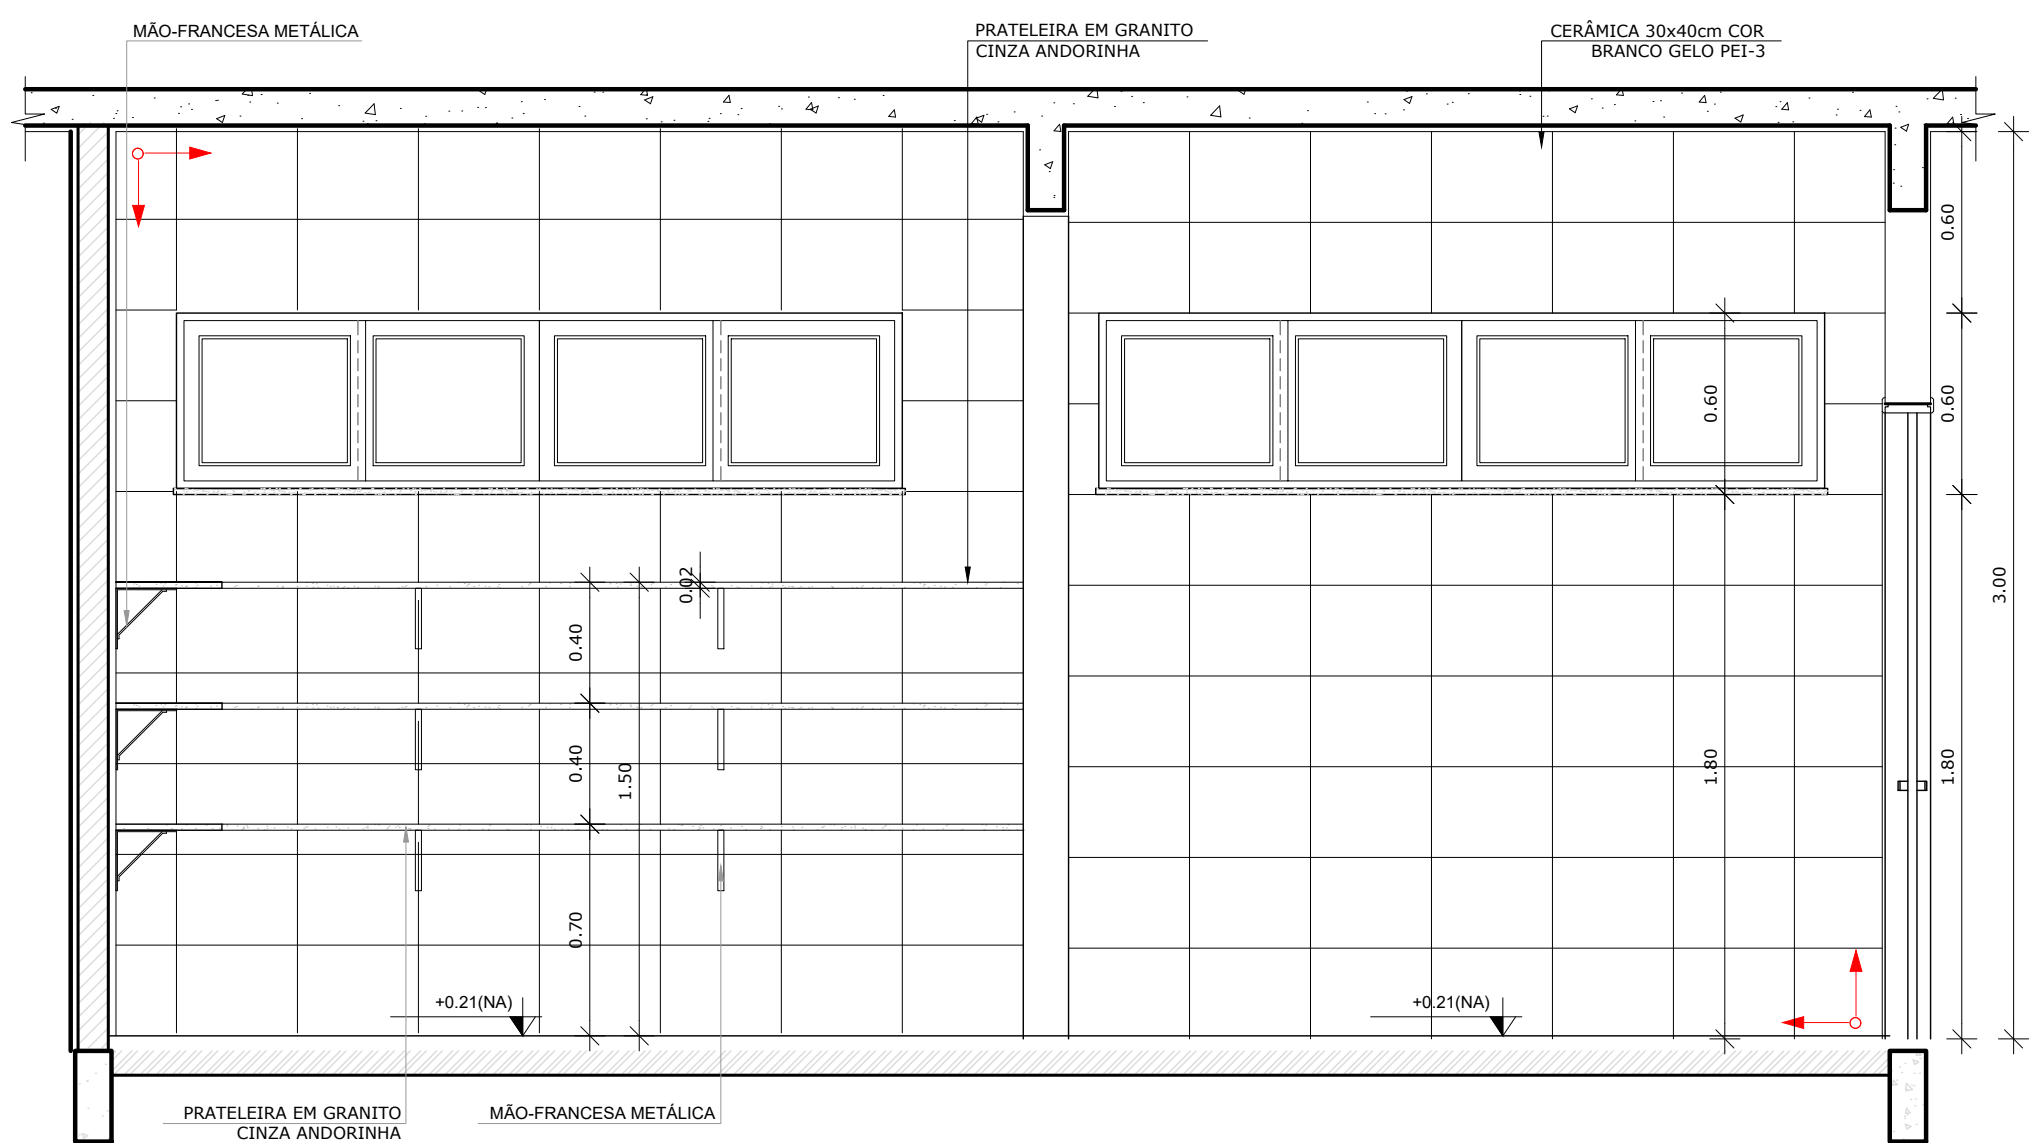 MÃO-FRANCESA METÁLICA
PRATELEIRA EM GRANITO
CINZA ANDORINHA
CERÂMICA 30x40cm COR
BRANCO GELO PEI-3
0.60
0.60
0.60
3.00
0.02
0.40
0.40
1.50
1.80
1.80
0.70
+0.21(NA)
+0.21(NA)
PRATELEIRA EM GRANITO
CINZA ANDORINHA
MÃO-FRANCESA METÁLICA